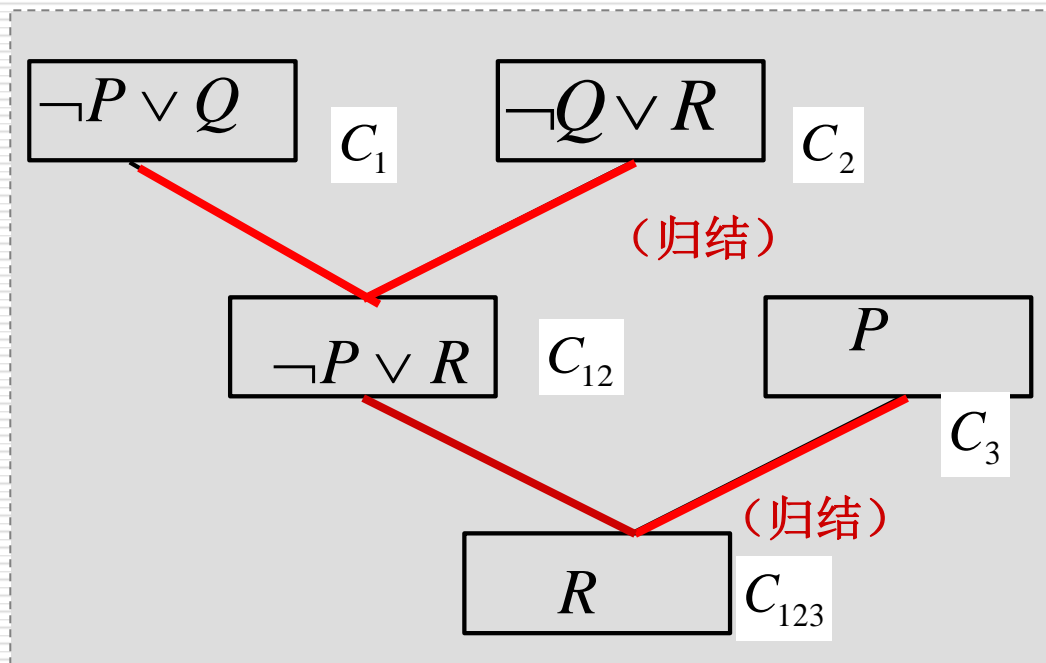 ¬P ∨ Q
C₁
¬Q ∨ R
C₂
（归结）
¬P ∨ R
C₁₂
P
C₃
（归结）
R
C₁₂₃